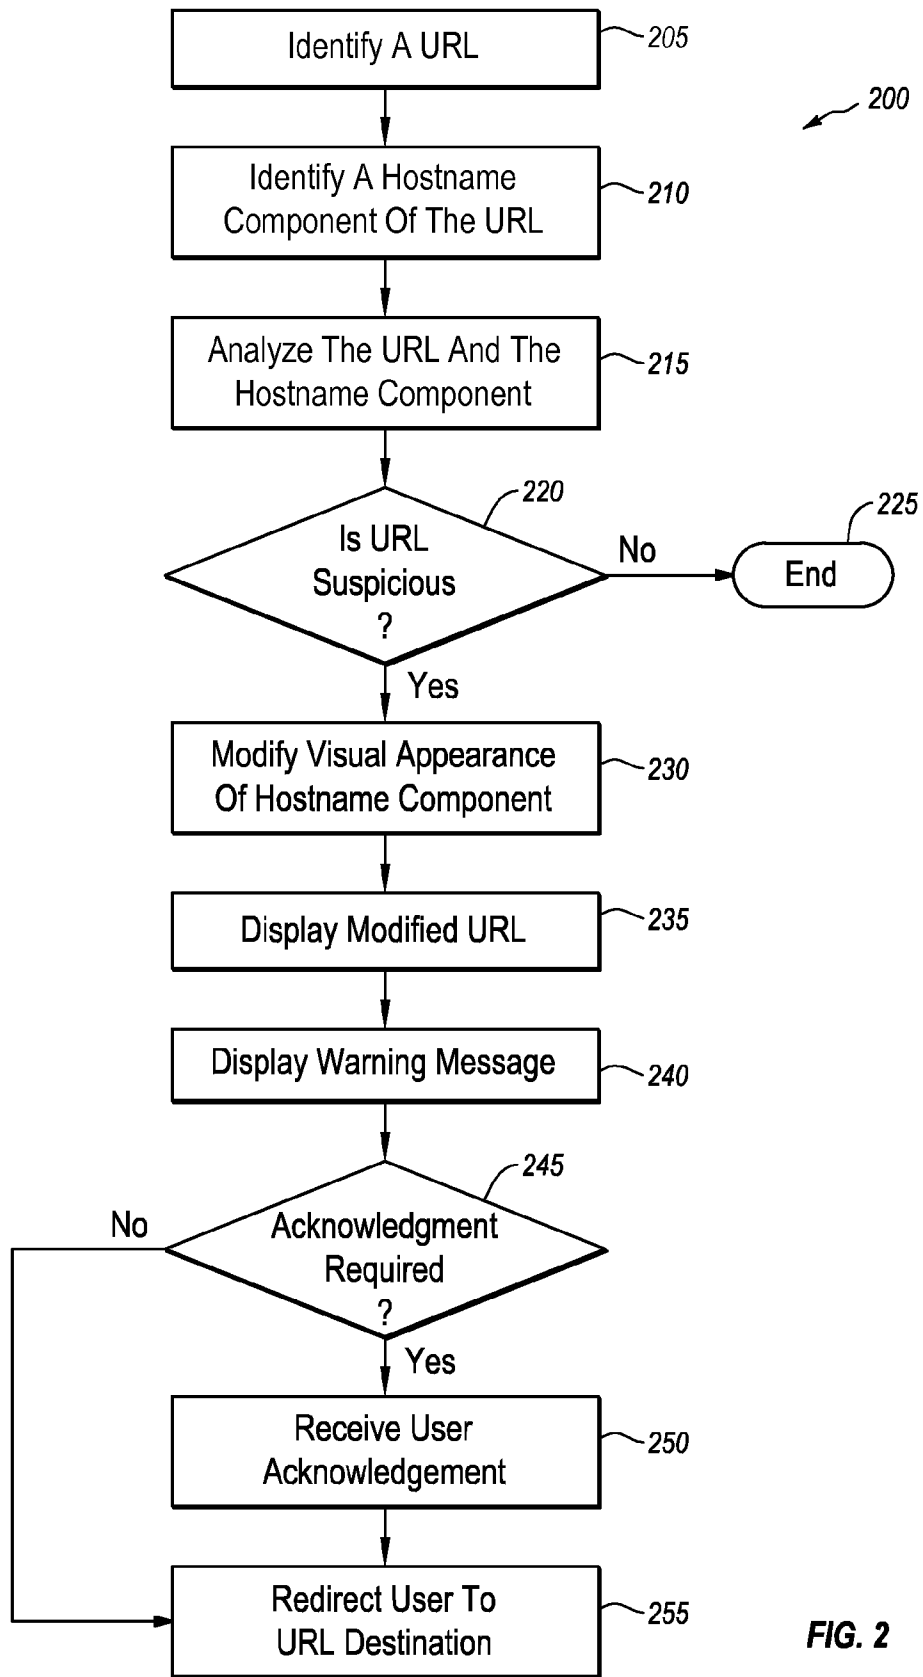 Identify A URL
205
200
Identify A Hostname
Component Of The URL
210
Analyze The URL And The
Hostname Component
215
220
Is URL
Suspicious
?
No
225
End
Yes
Modify Visual Appearance
Of Hostname Component
230
Display Modified URL
235
Display Warning Message
240
245
No
Acknowledgment
Required
?
Yes
Receive User
Acknowledgement
250
Redirect User To
URL Destination
255
FIG. 2